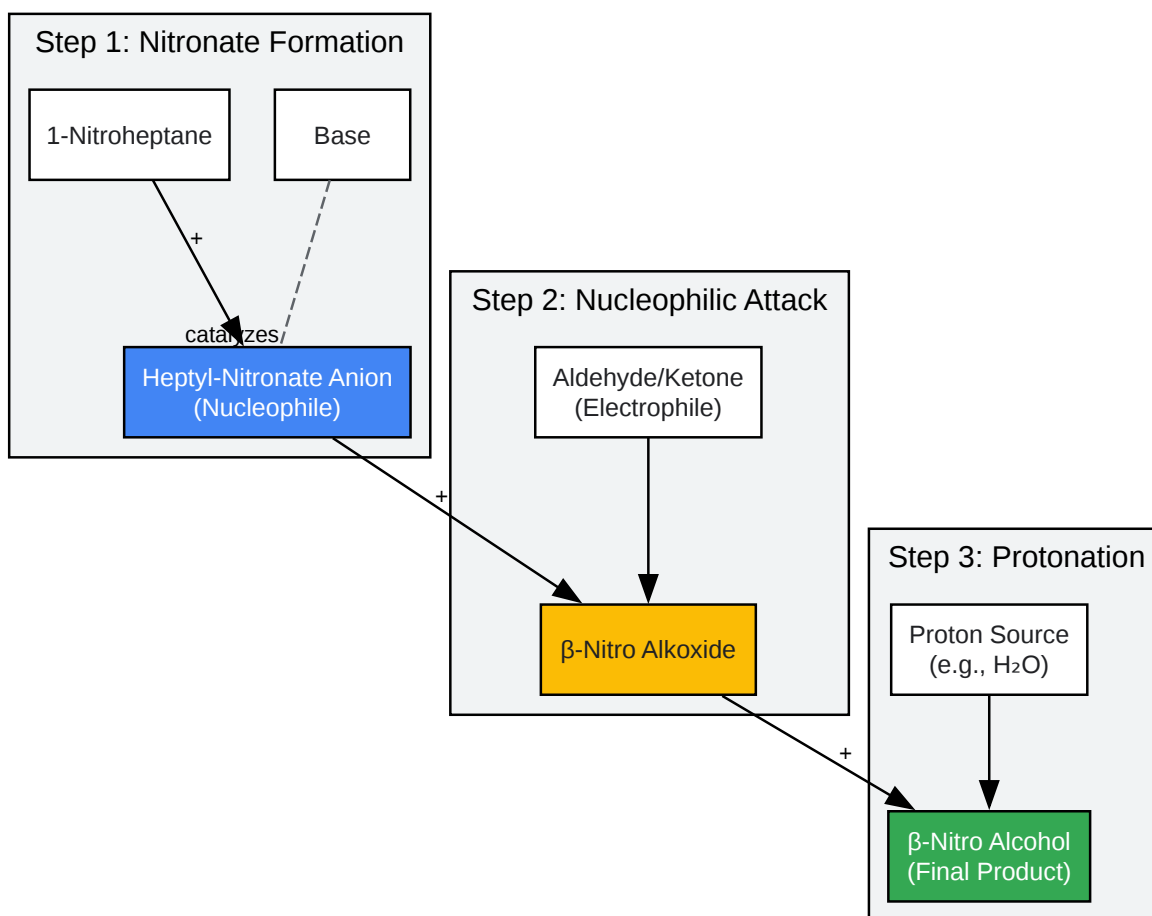 Step 1: Nitronate Formation
1-Nitroheptane
Base
+
catalyzes
Heptyl-Nitronate Anion
(Nucleophile)
Step 2: Nucleophilic Attack
Aldehyde/Ketone
(Electrophile)
+
β-Nitro Alkoxide
Step 3: Protonation
Proton Source
(e.g., H₂O)
+
β-Nitro Alcohol
(Final Product)